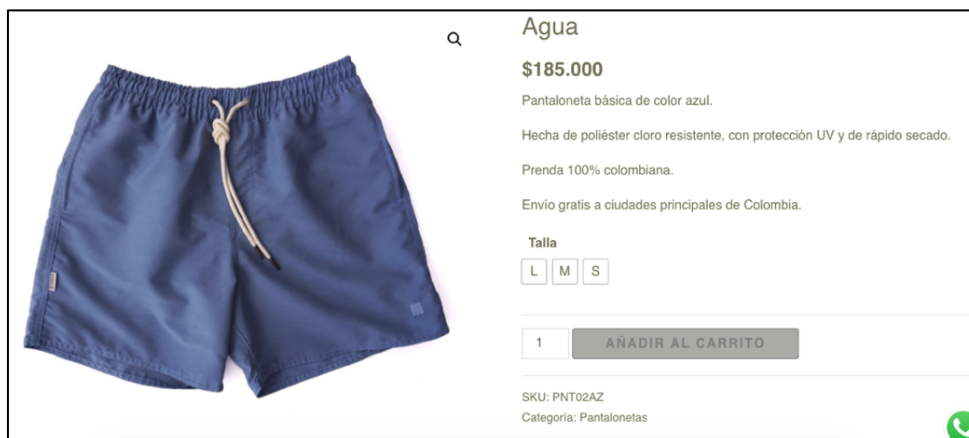 Agua
$185.000
Pantaloneta básica de color azul.
Hecha de poliéster cloro resistente, con protección UV y de rápido secado.
Prenda 100% colombiana.
Envío gratis a ciudades principales de Colombia.
Talla
L M S
1 AÑADIR AL CARRITO
SKU: PNT02AZ
Categoría: Pantalonetas